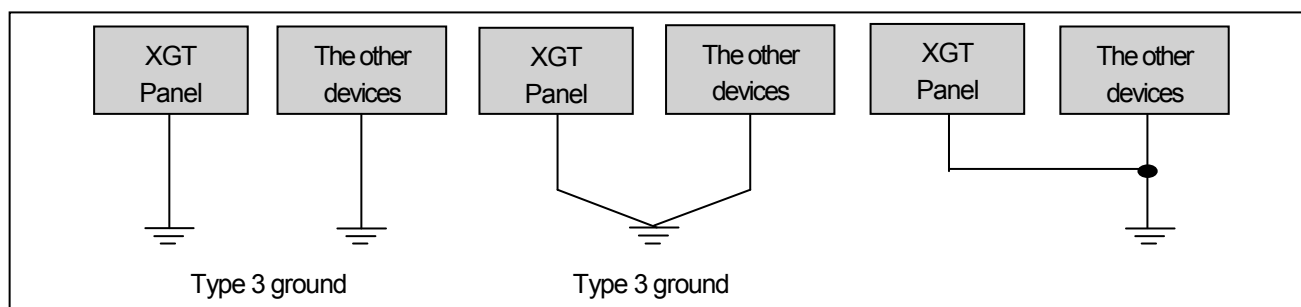 XGT
Panel
The other
devices
XGT
Panel
The other
devices
XGT
Panel
The other
devices
Type 3 ground
Type 3 ground